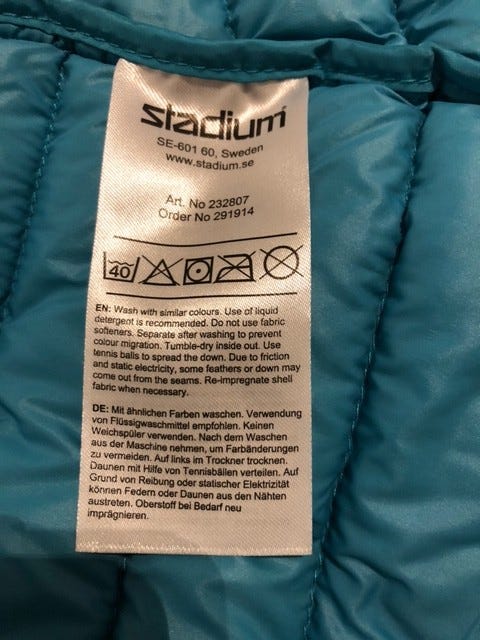 stadium
SE-601 60, Sweden
www.stadium.se
Art. No 232807
Order No 291914
40
EN: Wash with similar colours. Use of liquid
detergent is recommended. Do not use fabric
softeners. Separate after washing to prevent
colour migration. Tumble-dry inside out. Use
tennis balls to spread the down. Due to friction
and static electricity, some feathers or down may
come out from the seams. Re-impregnate shell
fabric when necessary.
DE: Mit ähnlichen Farben waschen. Verwendung
von Flüssigwaschmittel empfohlen. Keinen
Weichspüler verwenden. Nach dem Waschen
aus der Maschine nehmen, um Farbänderungen
zu vermeiden. Auf links im Trockner trocknen.
Daunen mit Hilfe von Tennisbällen verteilen. Auf
Grund von Reibung oder statischer Elektrizität
können Federn oder Daunen aus den Nähten
austreten. Oberstoff bei Bedarf neu
imprägnieren.